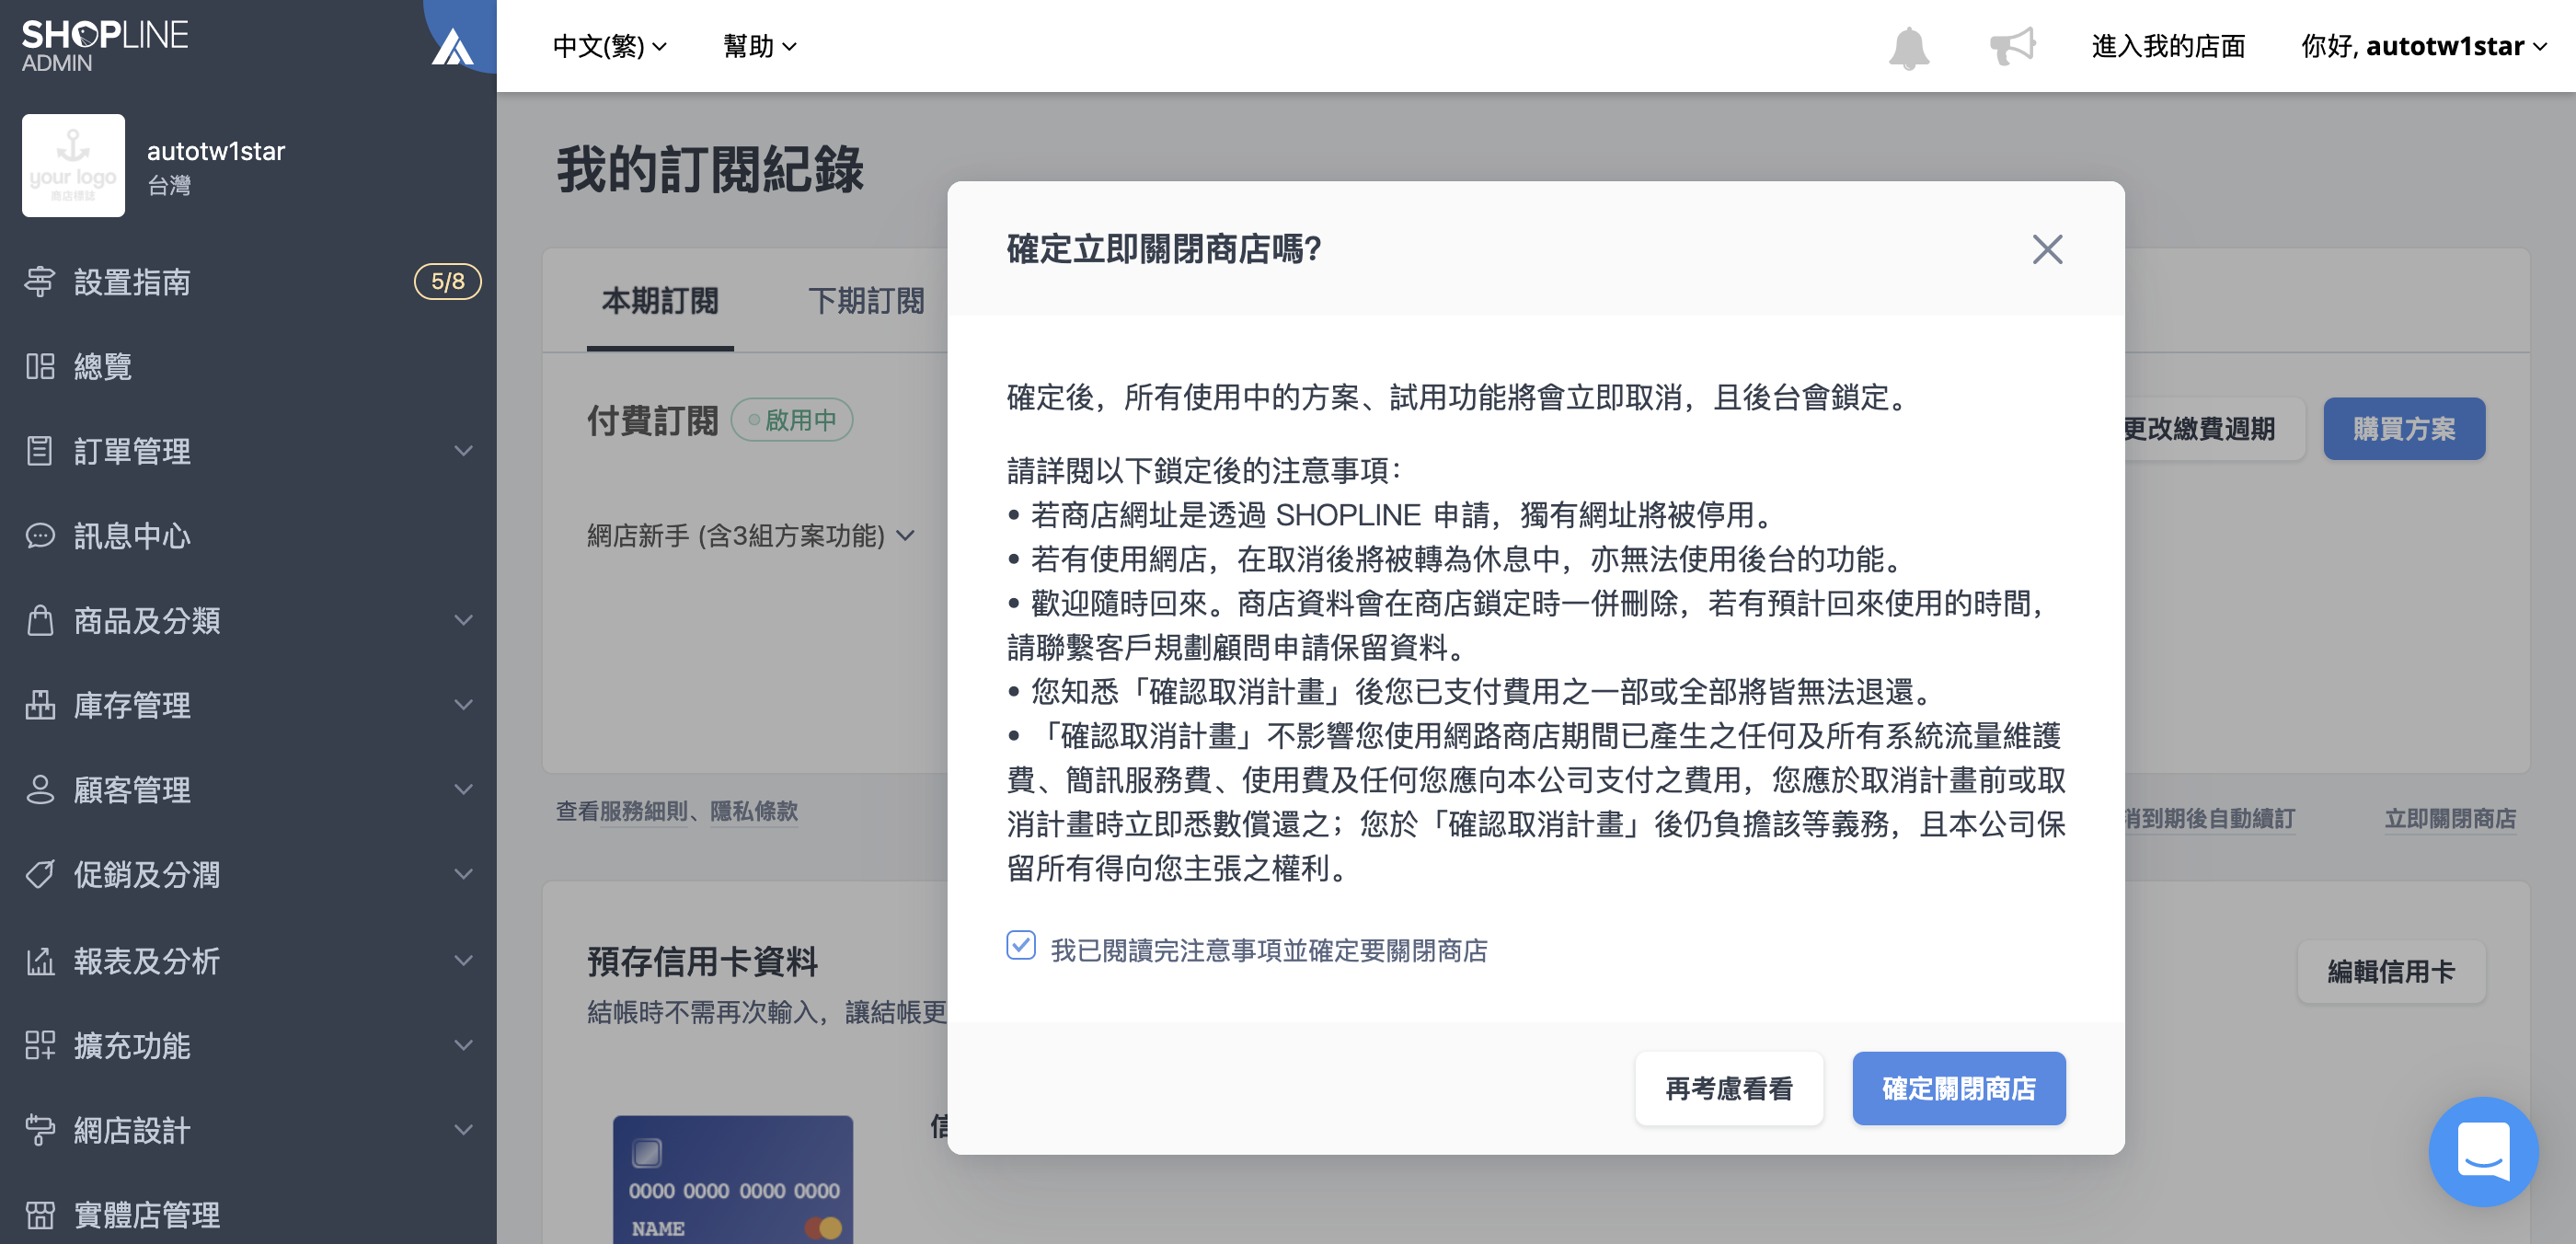 SHOPLINE
ADMIN
中文(繁)
幫助
進入我的店面
你好, autotw1star
your logo
商店標誌
autotw1star
台灣
設置指南
5/8
總覽
訂單管理
訊息中心
商品及分類
庫存管理
顧客管理
促銷及分潤
報表及分析
擴充功能
網店設計
實體店管理
我的訂閱紀錄
本期訂閱
下期訂閱
付費訂閱
啟用中
更改繳費週期
購買方案
網店新手 (含3組方案功能)
查看服務細則、隱私條款
消到期後自動續訂
立即關閉商店
預存信用卡資料
結帳時不需再次輸入，讓結帳更
編輯信用卡
信
0000 0000 0000 0000
NAME
確定立即關閉商店嗎?
確定後，所有使用中的方案、試用功能將會立即取消，且後台會鎖定。
請詳閱以下鎖定後的注意事項：
• 若商店網址是透過 SHOPLINE 申請，獨有網址將被停用。
• 若有使用網店，在取消後將被轉為休息中，亦無法使用後台的功能。
• 歡迎隨時回來。商店資料會在商店鎖定時一併刪除，若有預計回來使用的時間，
請聯繫客戶規劃顧問申請保留資料。
• 您知悉「確認取消計畫」後您已支付費用之一部或全部將皆無法退還。
• 「確認取消計畫」不影響您使用網路商店期間已產生之任何及所有系統流量維護
費、簡訊服務費、使用費及任何您應向本公司支付之費用，您應於取消計畫前或取
消計畫時立即悉數償還之；您於「確認取消計畫」後仍負擔該等義務，且本公司保
留所有得向您主張之權利。
我已閱讀完注意事項並確定要關閉商店
再考慮看看
確定關閉商店